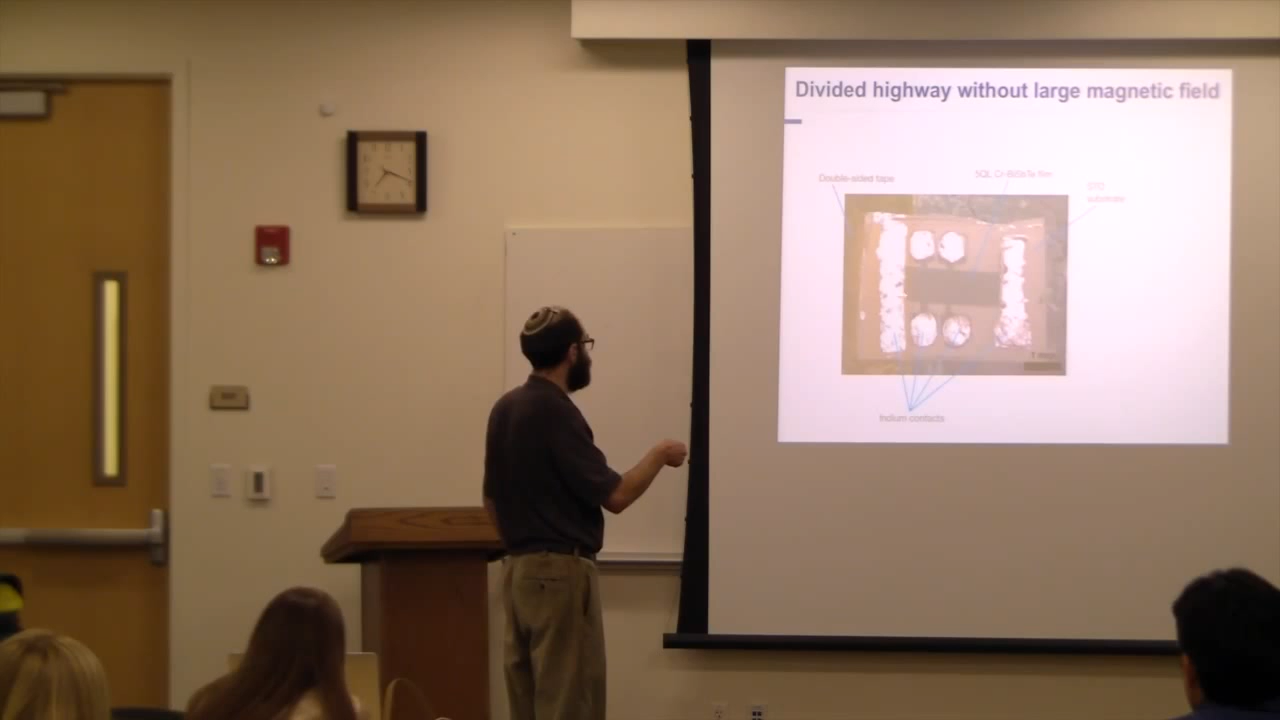 Divided highway without large magnetic field
Double-sided tape
5QL Cr-BiSbTe film
STO
substrate
Indium contacts